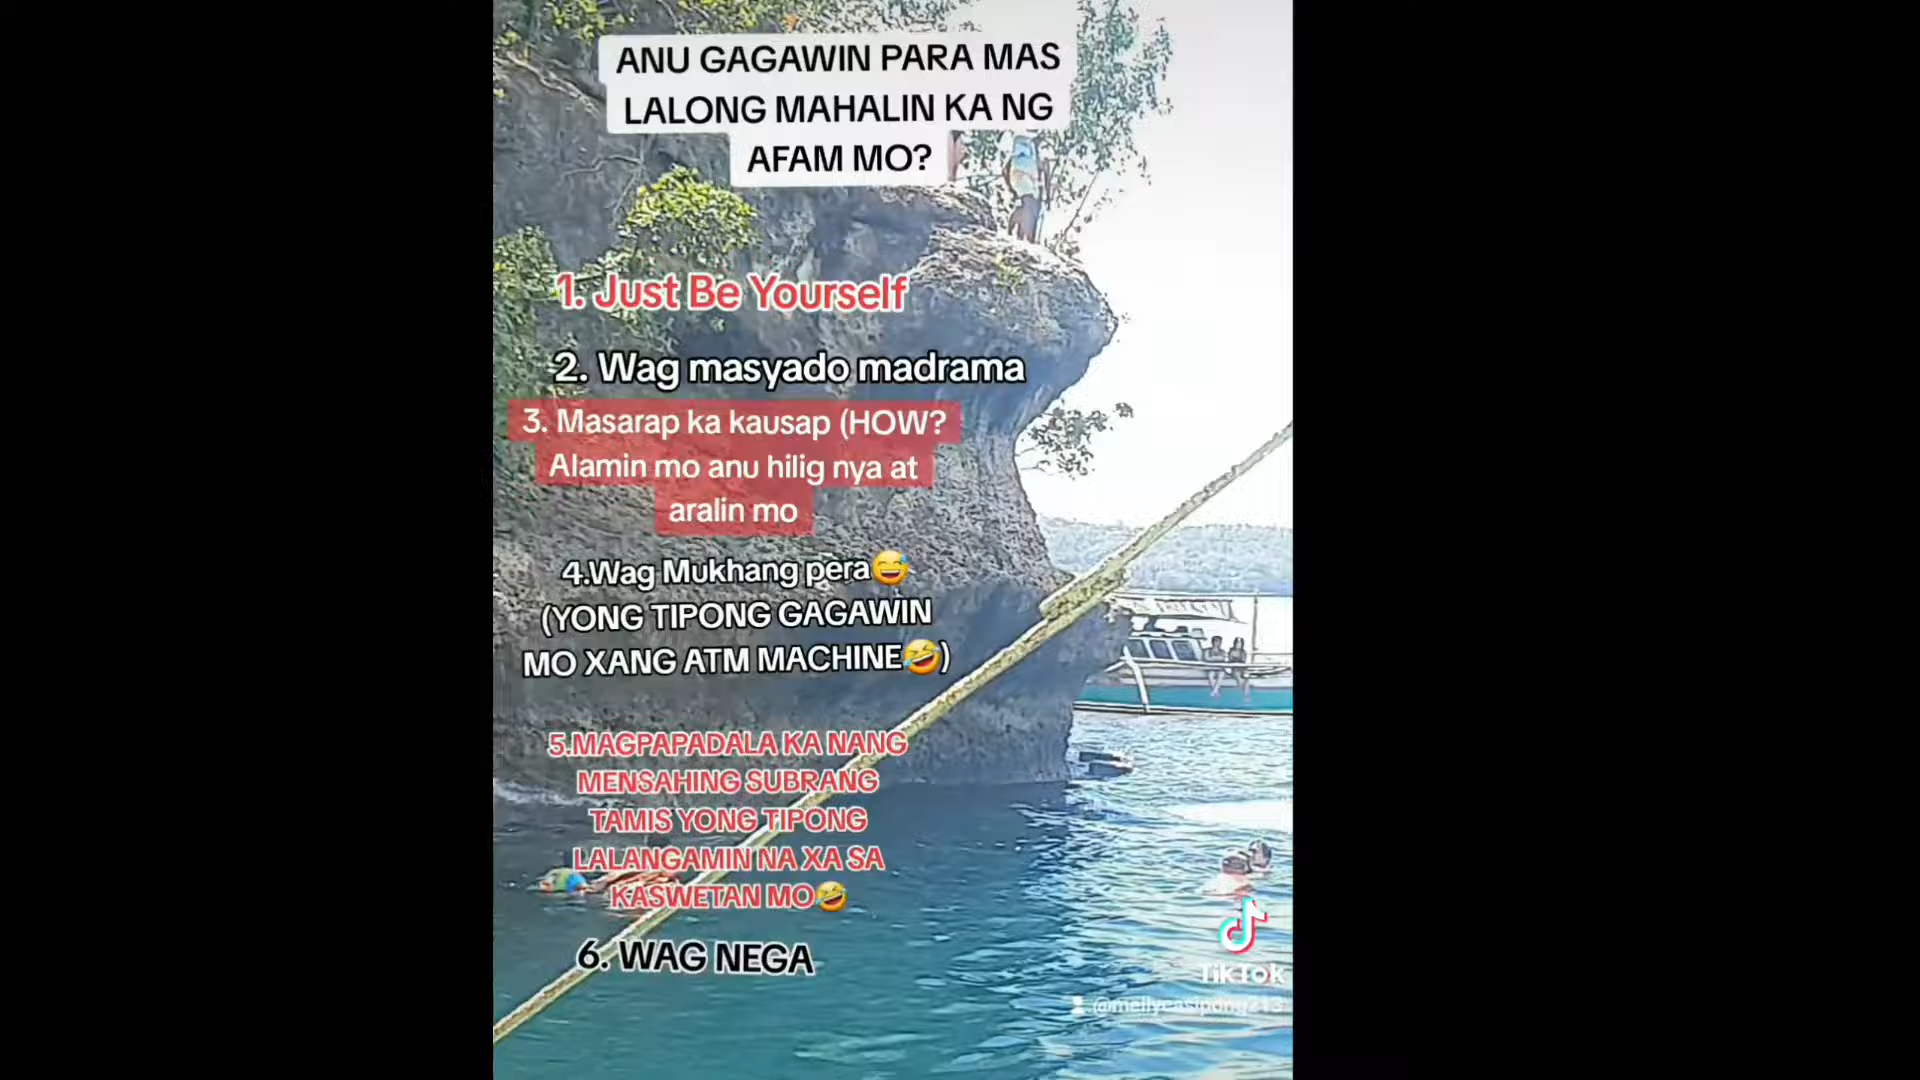 ANU GAGAWIN PARA MAS
LALONG MAHALIN KA NG
AFAM MO?
1. Just Be Yourself
2. Wag masyado madrama
3. Masarap ka kausap (HOW?
Alamin mo anu hilig nya at
aralin mo
4.Wag Mukhang pera😅
(YONG TIPONG GAGAWIN
MO XANG ATM MACHINE🤣)
5.MAGPAPADALA KA NANG
MENSAHING SUBRANG
TAMIS YONG TIPONG
LALANGAMIN NA XA SA
KASWETAN MO🤣
6. WAG NEGA
TikTok